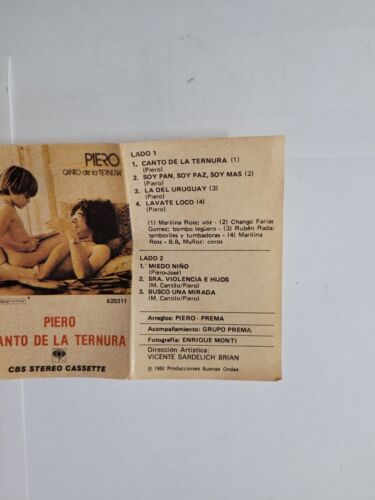 PIERO
CANTO de la TERNURA
620311
PIERO
ANTO DE LA TERNURA
CBS STEREO CASSETTE
LADO 1
1. CANTO DE LA TERNURA (1)
(Piero)
2. SOY PAN, SOY PAZ, SOY MAS (2)
(Piero)
3. LA DEL URUGUAY (3)
(Piero)
4. LAVATE LOCO (4)
(Piero)
(1) Marilina Ross: voz - (2) Chango Farías
Gomez: bombo legüero - (3) Rubén Rada:
tamboriles y tumbadoras - (4) Marilina
Ross - B.B. Muñoz: coros
LADO 2
1. MIEDO NIÑO
(Piero-José)
2. SRA. VIOLENCIA E HIJOS
(M. Cantilo/Piero)
3. BUSCO UNA MIRADA
(M. Cantilo/Piero)
Arreglos: PIERO - PREMA
Acompañamiento: GRUPO PREMA
Fotografía: ENRIQUE MONTI
Dirección Artística:
VICENTE SARDELICH BRIAN
℗ 1982 Producciones Buenas Ondas